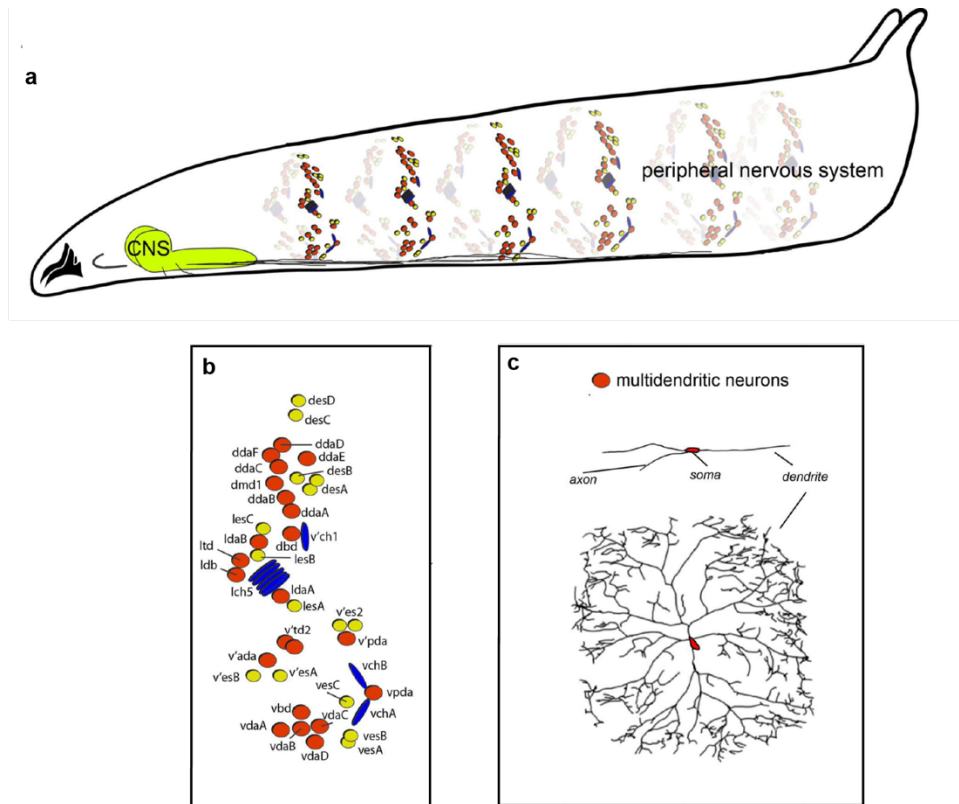 a
CNS
peripheral nervous system
b
desD
desC
ddaD
ddaF
ddaE
ddaC
desB
dmd1
desA
ddaB
ddaA
lesC
ldaB
v'ch1
dbd
ltd
lesB
ldb
lch5
ldaA
lesA
v'es2
v'td2
v'pda
v'ada
vchB
v'esB
v'esA
vesC
vpda
vbd
vchA
vdaC
vdaA
vesB
vdaB
vesA
vdaD
c
multidendritic neurons
axon
soma
dendrite